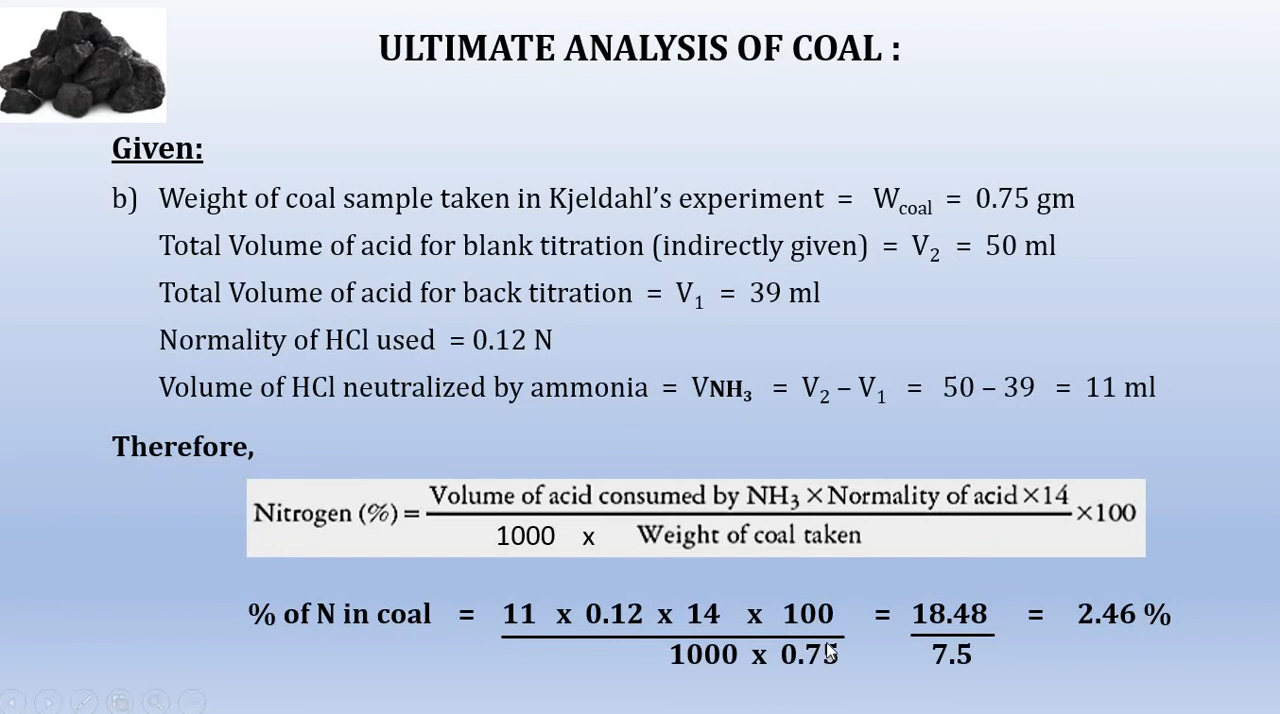 ULTIMATE ANALYSIS OF COAL :
Given:
b) Weight of coal sample taken in Kjeldahl’s experiment = W_coal = 0.75 gm
Total Volume of acid for blank titration (indirectly given) = V₂ = 50 ml
Total Volume of acid for back titration = V₁ = 39 ml
Normality of HCl used = 0.12 N
Volume of HCl neutralized by ammonia = VNH₃ = V₂ – V₁ = 50 – 39 = 11 ml
Therefore,
Volume of acid consumed by NH₃ × Normality of acid × 14
Nitrogen (%) = ×100
1000 x Weight of coal taken
% of N in coal = 11 x 0.12 x 14 x 100 = 18.48 = 2.46 %
1000 x 0.75 7.5